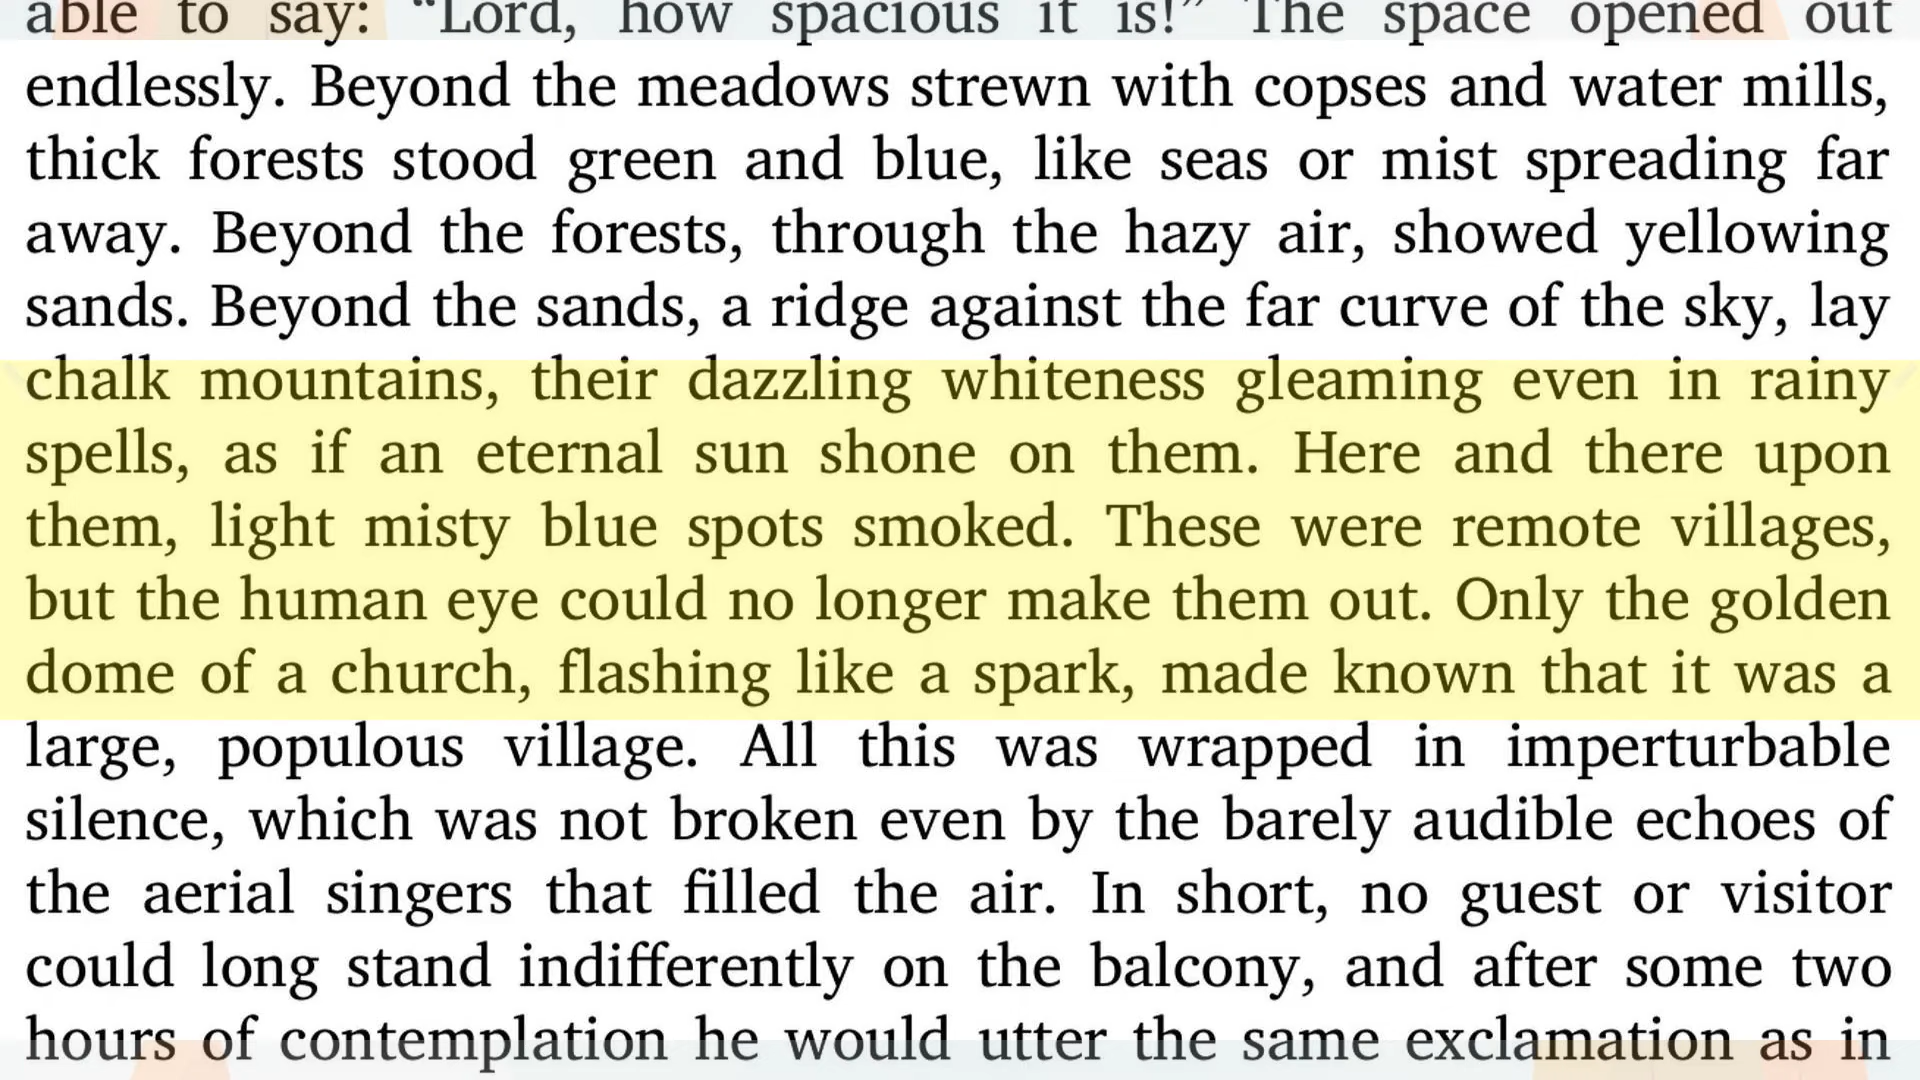 able to say: “Lord, how spacious it is!” The space opened out
endlessly. Beyond the meadows strewn with copses and water mills,
thick forests stood green and blue, like seas or mist spreading far
away. Beyond the forests, through the hazy air, showed yellowing
sands. Beyond the sands, a ridge against the far curve of the sky, lay
chalk mountains, their dazzling whiteness gleaming even in rainy
spells, as if an eternal sun shone on them. Here and there upon
them, light misty blue spots smoked. These were remote villages,
but the human eye could no longer make them out. Only the golden
dome of a church, flashing like a spark, made known that it was a
large, populous village. All this was wrapped in imperturbable
silence, which was not broken even by the barely audible echoes of
the aerial singers that filled the air. In short, no guest or visitor
could long stand indifferently on the balcony, and after some two
hours of contemplation he would utter the same exclamation as in